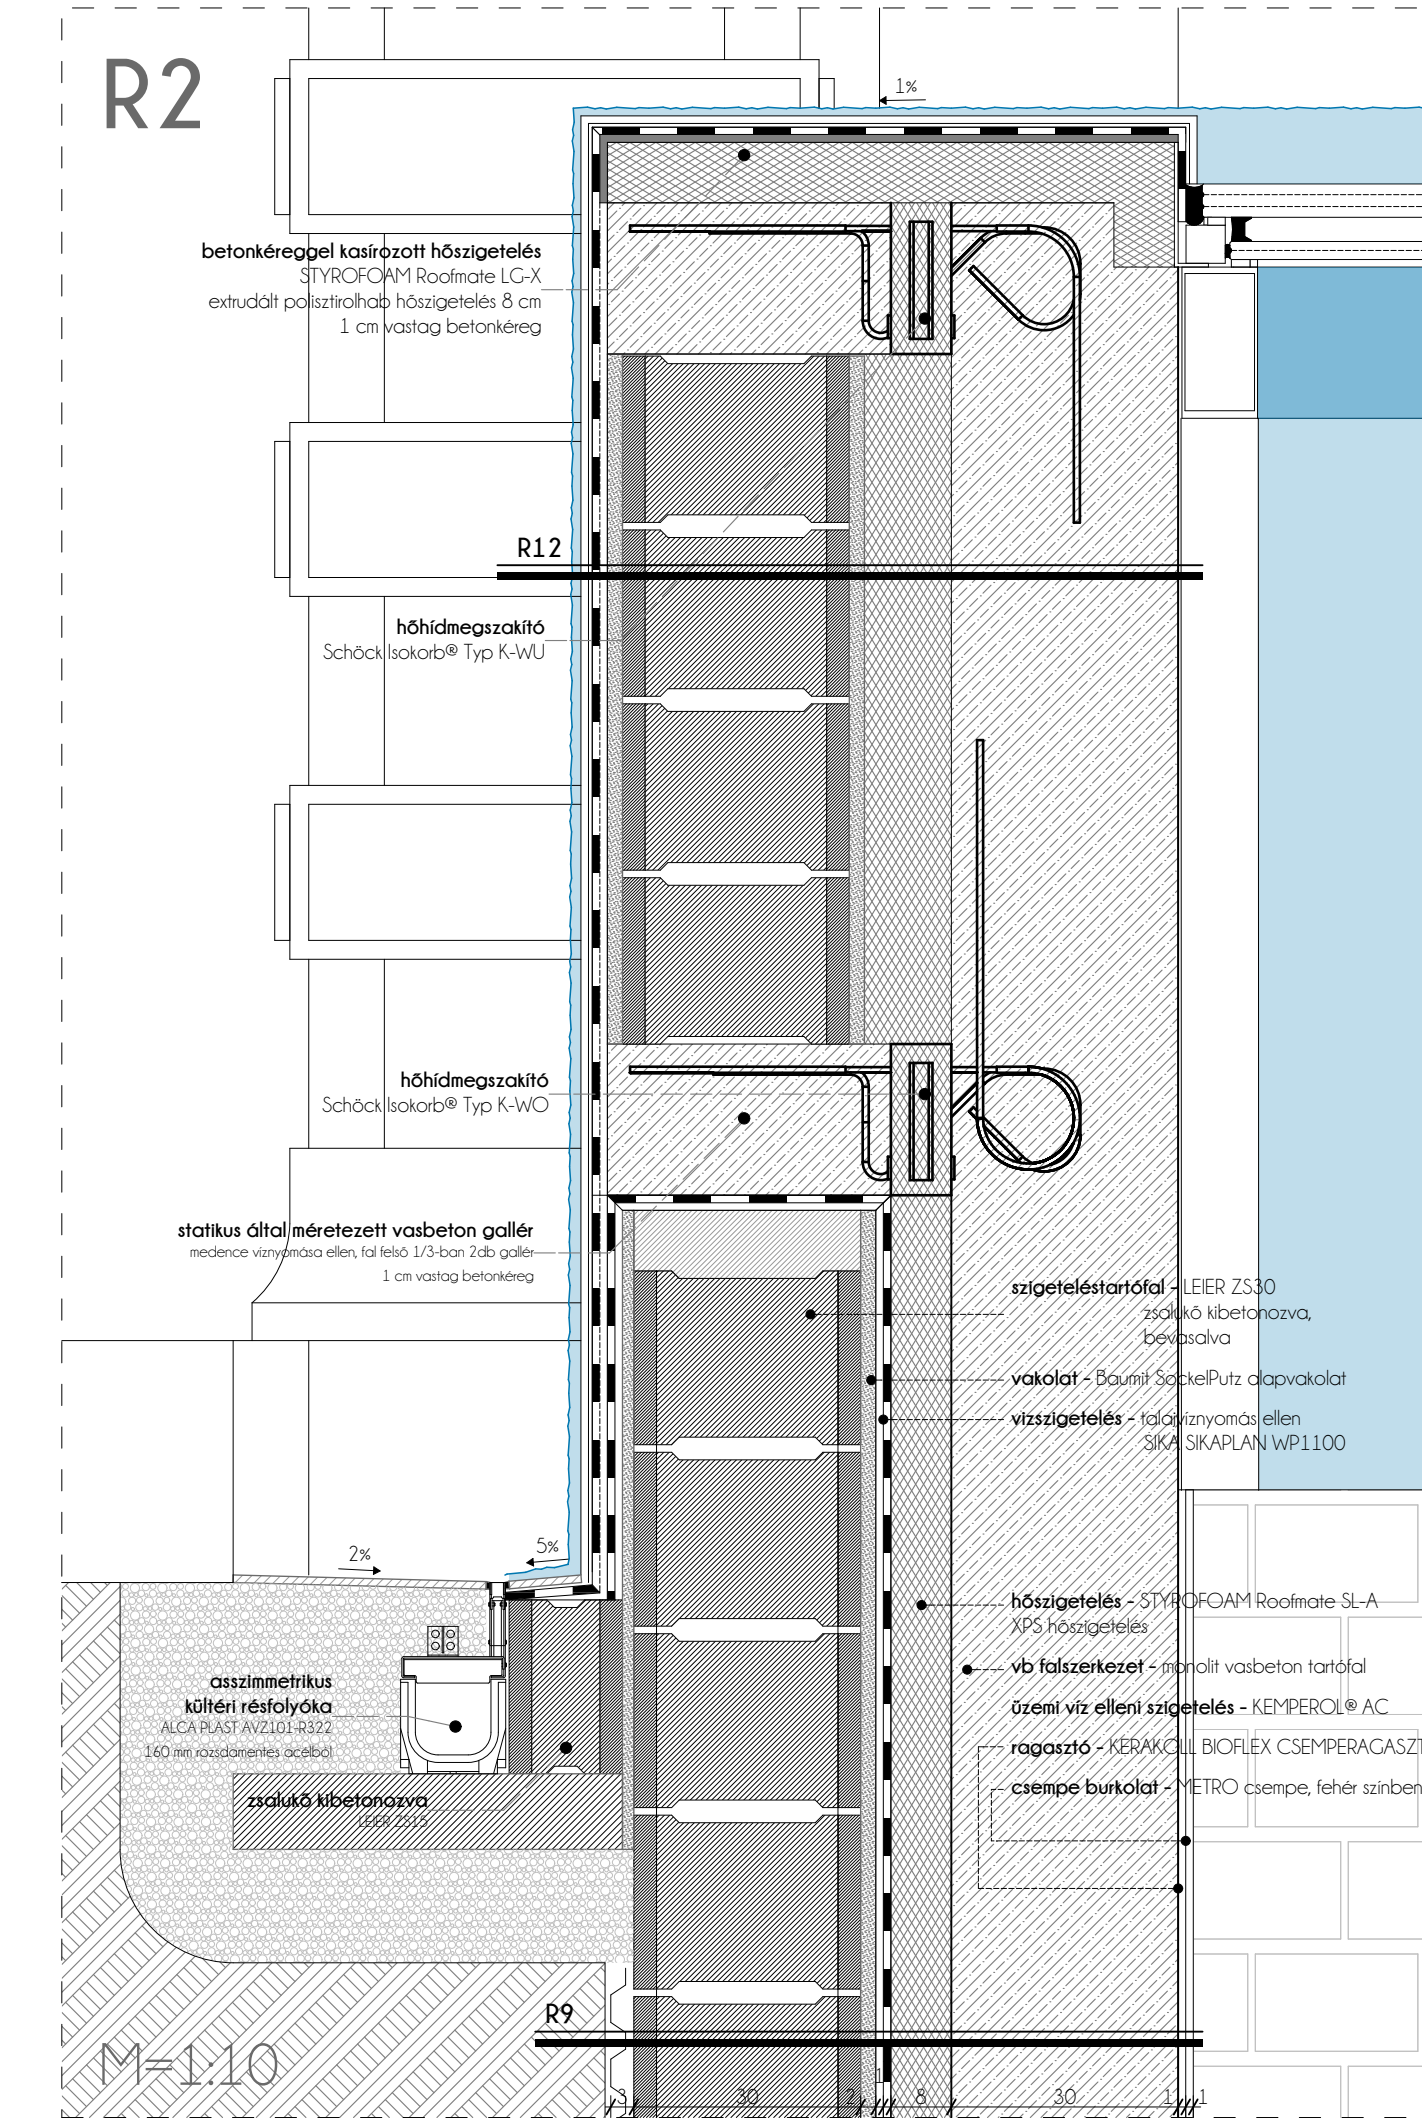 R2
1%
betonkéreggel kasírozott hőszigetelés
STYROFOAM Roofmate LG-X
extrudált polisztirolhab hőszigetelés 8 cm
1 cm vastag betonkéreg
R12
hőhídmegszakító
Schöck Isokorb® Typ K-WU
hőhídmegszakító
Schöck Isokorb® Typ K-WO
statikus által méretezett vasbeton gallér
medence víznyomása ellen, fal felső 1/3-ban 2db gallér
1 cm vastag betonkéreg
szigeteléstartófal - LEIER ZS30
zsalukő kibetonozva,
bevasalva
vakolat - Baumit SockelPutz alapvakolat
vizszigetelés - talajvíznyomás ellen
SIKA SIKAPLAN WP1100
2%
5%
hőszigetelés - STYROFOAM Roofmate SL-A
XPS hőszigetelés
vb falszerkezet - monolit vasbeton tartófal
üzemi víz elleni szigetelés - KEMPEROL® AC
ragasztó - KERAKOLL BIOFLEX CSEMPERAGASZT
csempe burkolat - METRO csempe, fehér színben
asszimmetrikus
kültéri résfolyóka
ALCA PLAST AVZ101-R322
160 mm rozsdamentes acélból
zsalukő kibetonozva
LEIER ZS15
R9
M=1:10
3 30 2 1 8 30 1 1